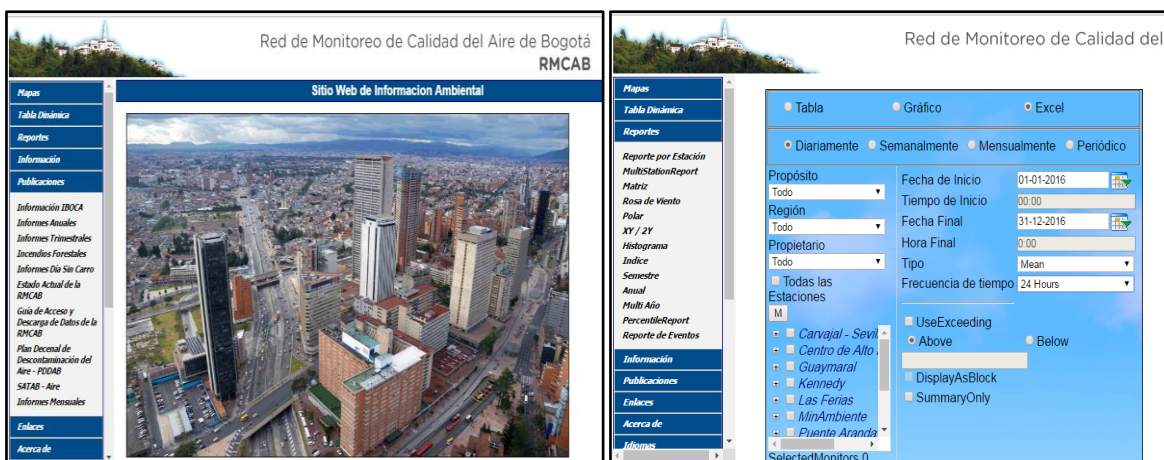 Red de Monitoreo de Calidad del Aire de Bogotá
RMCAB
Sitio Web de Informacion Ambiental
Mapas
Tabla Dinámica
Reportes
Información
Publicaciones
Información IBOCA
Informes Anuales
Informes Trimestrales
Incendios Forestales
Informes Día Sin Carro
Estado Actual de la
RMCAB
Guía de Acceso y
Descarga de Datos de la
RMCAB
Plan Decenal de
Descontaminación del
Aire - PDDAB
SATAB - Aire
Informes Mensuales
Enlaces
Acerca de
Red de Monitoreo de Calidad del
Mapas
Tabla Dinámica
Reportes
Reporte por Estación
MultiStationReport
Matriz
Rosa de Viento
Polar
XY / 2Y
Histograma
Indice
Semestre
Anual
Multi Año
PercentileReport
Reporte de Eventos
Información
Publicaciones
Enlaces
Acerca de
Idiomas
Tabla Gráfico Excel
Diariamente Semanalmente Mensualmente Periódico
Propósito
Todo
Región
Todo
Propietario
Todo
Todas las
Estaciones
M
Carvajal - Sevil
Centro de Alto
Guaymaral
Kennedy
Las Ferias
MinAmbiente
Puente Aranda
SelectedMonitors 0
Fecha de Inicio 01-01-2016
Tiempo de Inicio 00:00
Fecha Final 31-12-2016
Hora Final 0:00
Tipo Mean
Frecuencia de tiempo 24 Hours
UseExceeding
Above Below
DisplayAsBlock
SummaryOnly